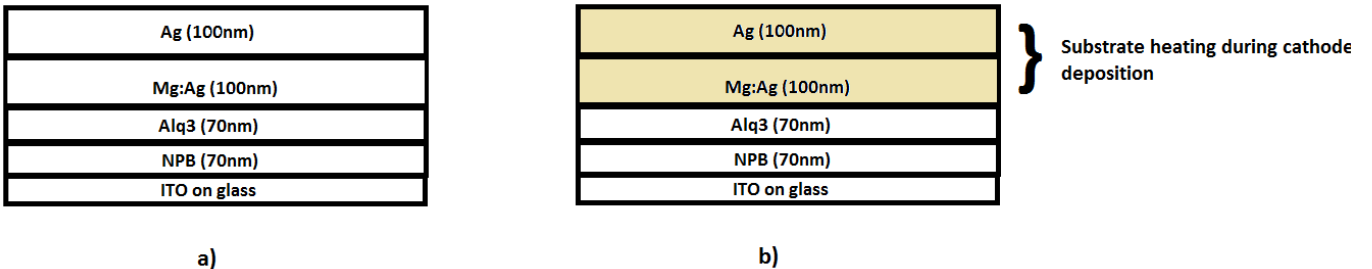 Ag (100nm)
Mg:Ag (100nm)
Alq3 (70nm)
NPB (70nm)
ITO on glass
a)
Ag (100nm)
Mg:Ag (100nm)
Alq3 (70nm)
NPB (70nm)
ITO on glass
b)
Substrate heating during cathode
deposition